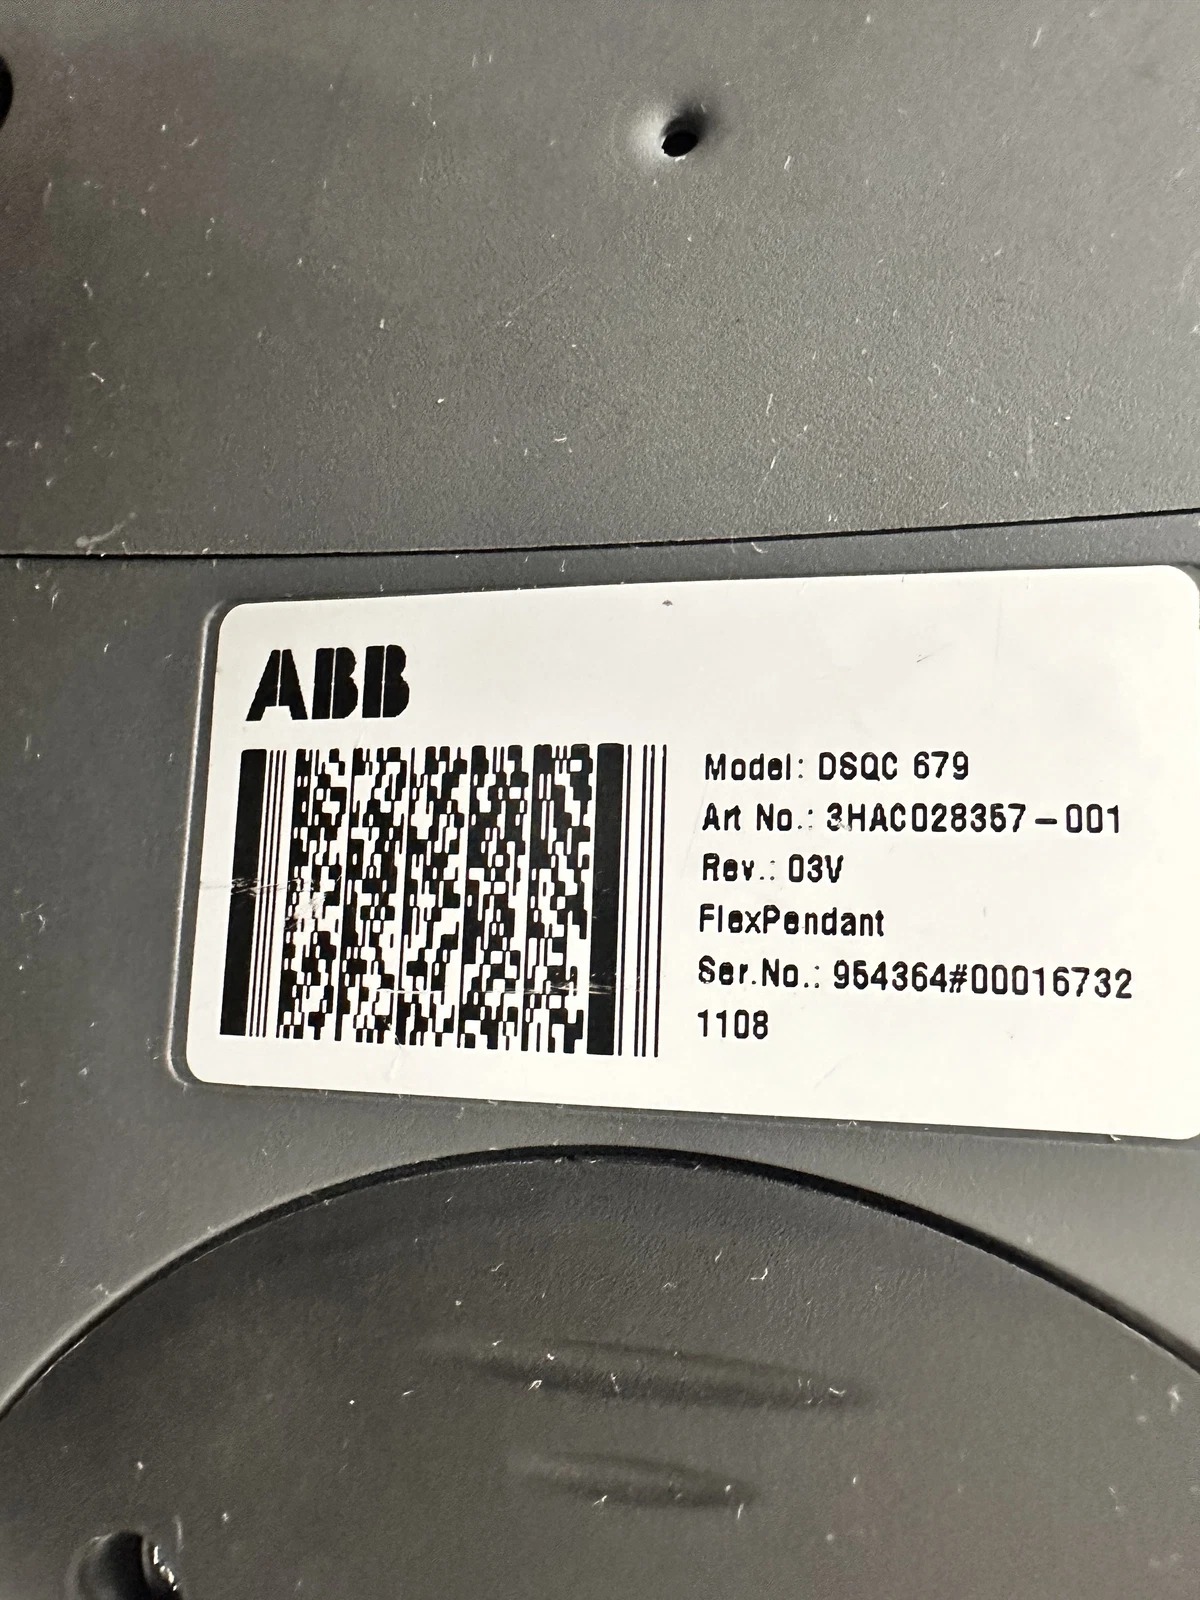 ABB
Model: DSQC 679
Art No.: 3HAC028357-001
Rev.: 03V
FlexPendant
Ser.No.: 954364#00016732
1108